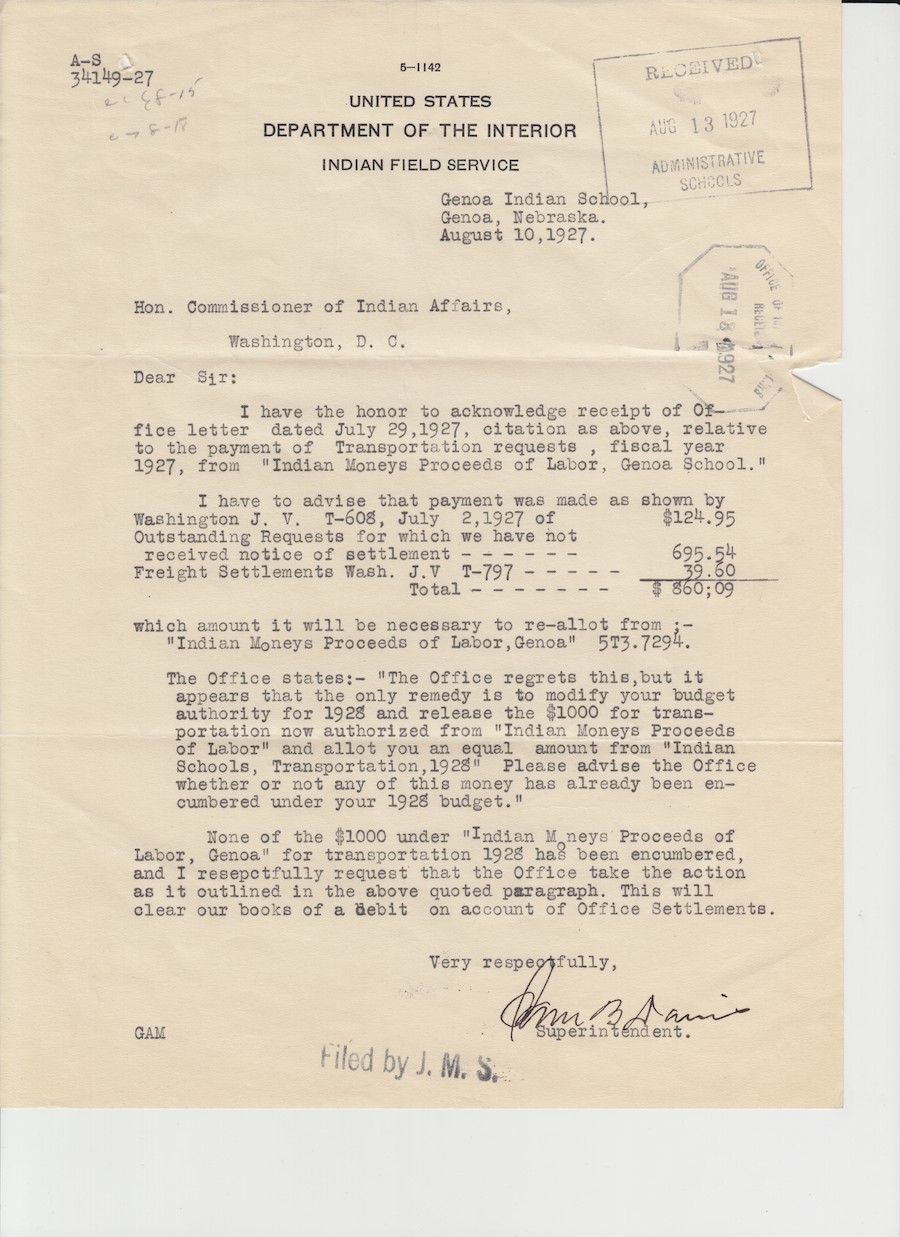 A-S
34149-27
8-15
8-18
5—1142
UNITED STATES
DEPARTMENT OF THE INTERIOR
INDIAN FIELD SERVICE
RECEIVED
AUG 13 1927
ADMINISTRATIVE
SCHOOLS
Genoa Indian School,
Genoa, Nebraska.
August 10,1927.
OFFICE OF
AUG 18 1927
Hon. Commissioner of Indian Affairs,
Washington, D. C.
Dear Sir:
I have the honor to acknowledge receipt of Of-
fice letter dated July 29,1927, citation as above, relative
to the payment of Transportation requests , fiscal year
1927, from "Indian Moneys Proceeds of Labor, Genoa School."
I have to advise that payment was made as shown by
Washington J. V. T-608, July 2,1927 of $124.95
Outstanding Requests for which we have not
received notice of settlement - - - - - - 695.54
Freight Settlements Wash. J.V T-797 - - - - - 39.60
Total - - - - - - - $ 860;09
which amount it will be necessary to re-allot from ;-
"Indian Moneys Proceeds of Labor,Genoa" 5T3.7294.
The Office states:- "The Office regrets this,but it
appears that the only remedy is to modify your budget
authority for 1928 and release the $1000 for trans-
portation now authorized from "Indian Moneys Proceeds
of Labor" and allot you an equal amount from "Indian
Schools, Transportation,1928" Please advise the Office
whether or not any of this money has already been en-
cumbered under your 1928 budget."
None of the $1000 under "Indian Moneys Proceeds of
Labor, Genoa" for transportation 1928 has been encumbered,
and I resepctfully request that the Office take the action
as it outlined in the above quoted paragraph. This will
clear our books of a debit on account of Office Settlements.
Very respectfully,
Sam B Davis
Superintendent.
GAM
Filed by J. M. S.